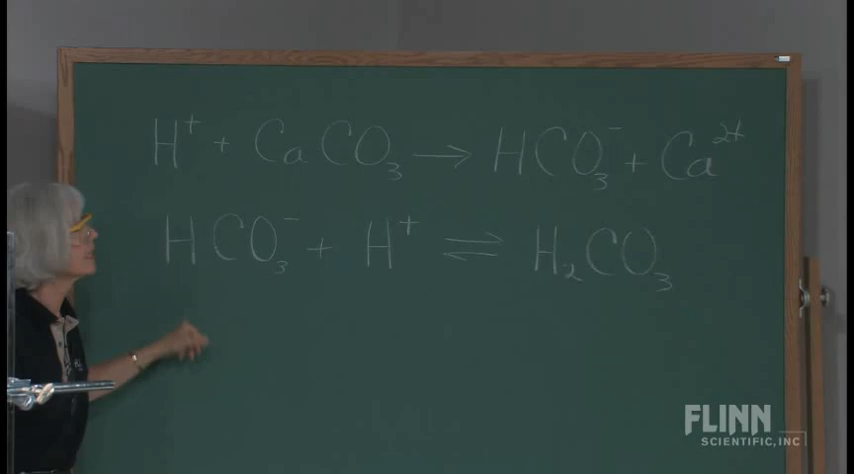 H⁺ + CaCO₃ → HCO₃⁻ + Ca²⁺
HCO₃⁻ + H⁺ ⇌ H₂CO₃
FLINN
SCIENTIFIC, INC